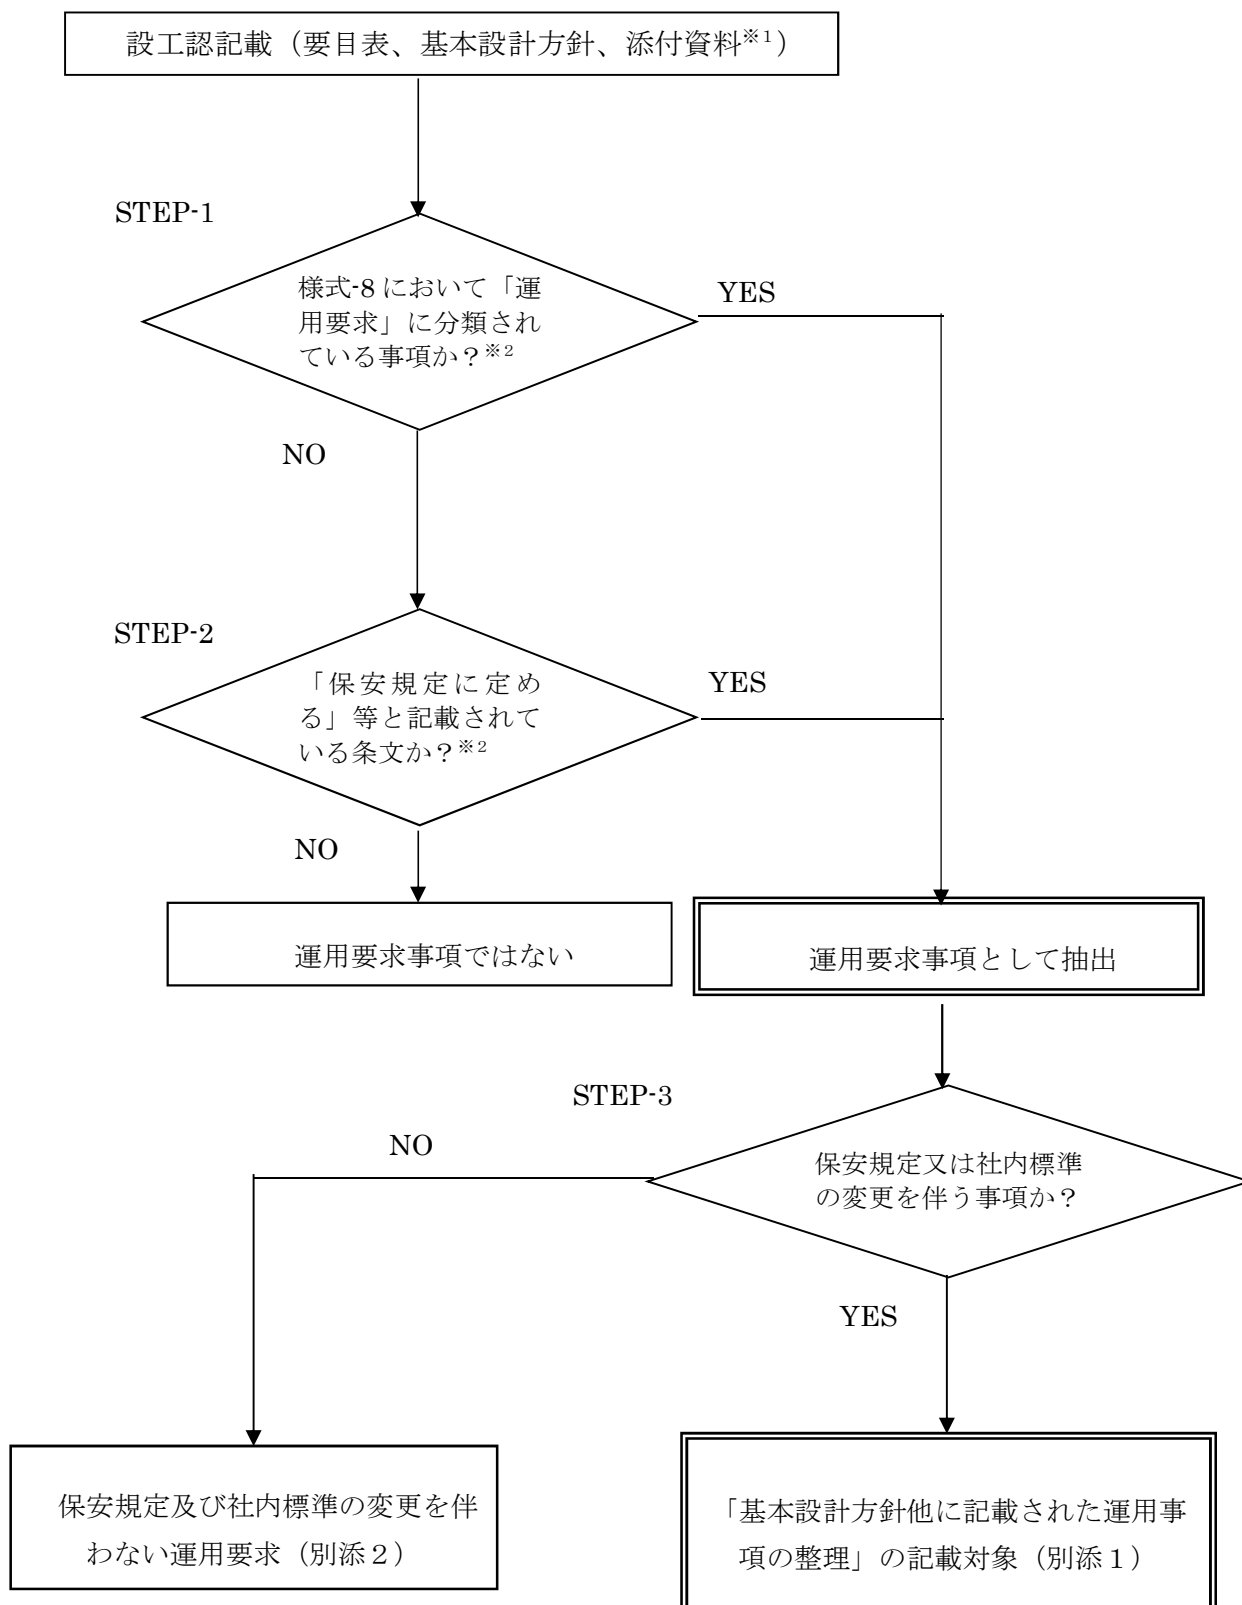 設工認記載（要目表、基本設計方針、添付資料※1）
STEP-1
様式-8において「運
用要求」に分類され
ている事項か？※2
YES
NO
STEP-2
「保安規定に定め
る」等と記載されて
いる条文か？※2
YES
NO
運用要求事項ではない
運用要求事項として抽出
STEP-3
保安規定又は社内標準
の変更を伴う事項か？
NO
YES
保安規定及び社内標準の変更を伴
わない運用要求（別添２）
「基本設計方針他に記載された運用事
項の整理」の記載対象（別添１）